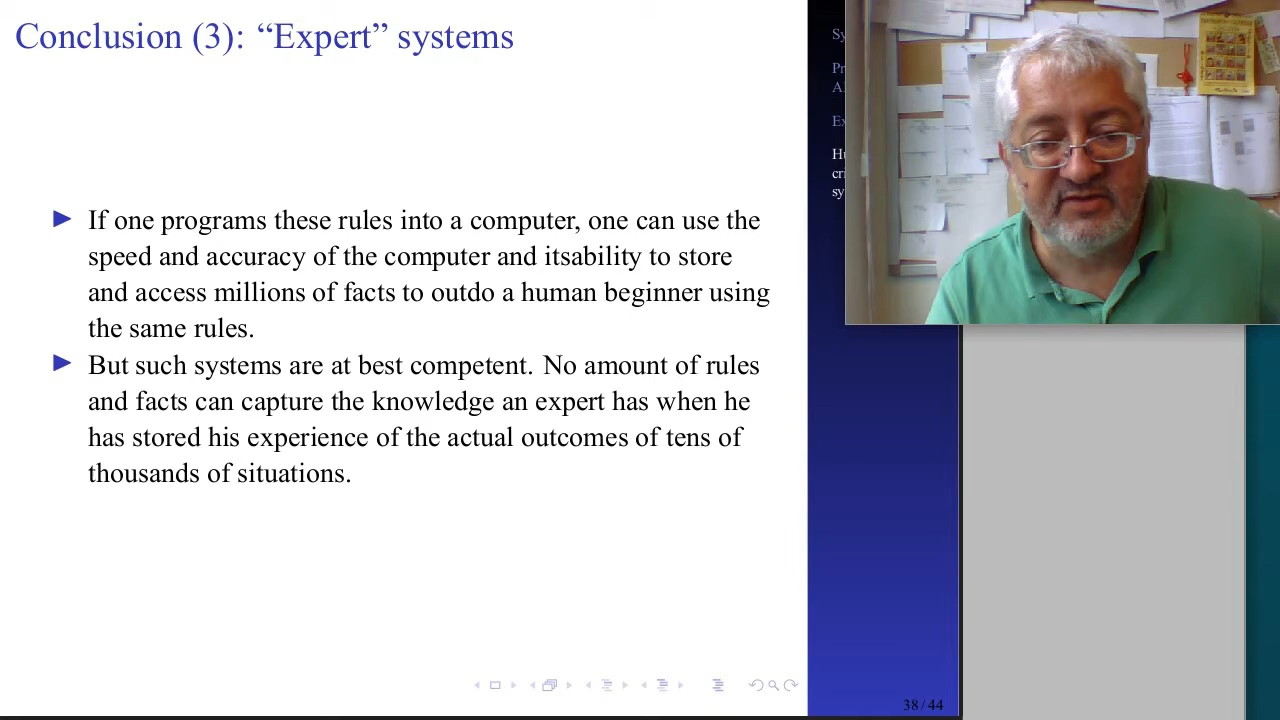 Conclusion (3): “Expert” systems
▶ If one programs these rules into a computer, one can use the
speed and accuracy of the computer and itsability to store
and access millions of facts to outdo a human beginner using
the same rules.
▶ But such systems are at best competent. No amount of rules
and facts can capture the knowledge an expert has when he
has stored his experience of the actual outcomes of tens of
thousands of situations.
38 / 44